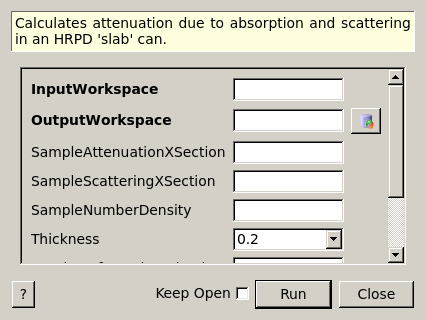 Calculates attenuation due to absorption and scattering
in an HRPD 'slab' can.
InputWorkspace
OutputWorkspace
SampleAttenuationXSection
SampleScatteringXSection
SampleNumberDensity
Thickness 0.2
? Keep Open Run Close